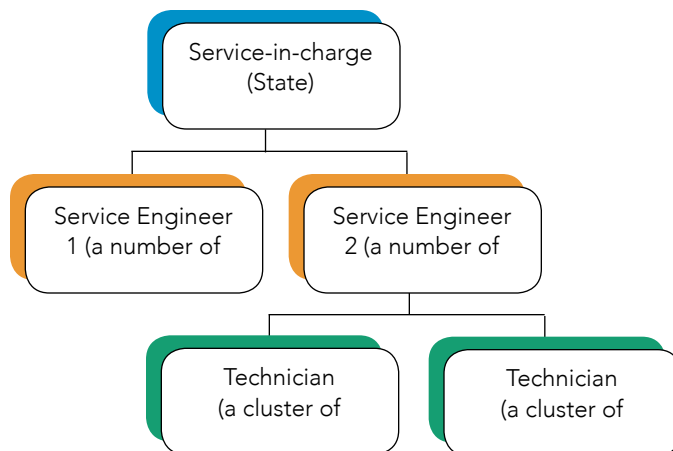 Service-in-charge
(State)
Service Engineer
1 (a number of
Service Engineer
2 (a number of
Technician
(a cluster of
Technician
(a cluster of